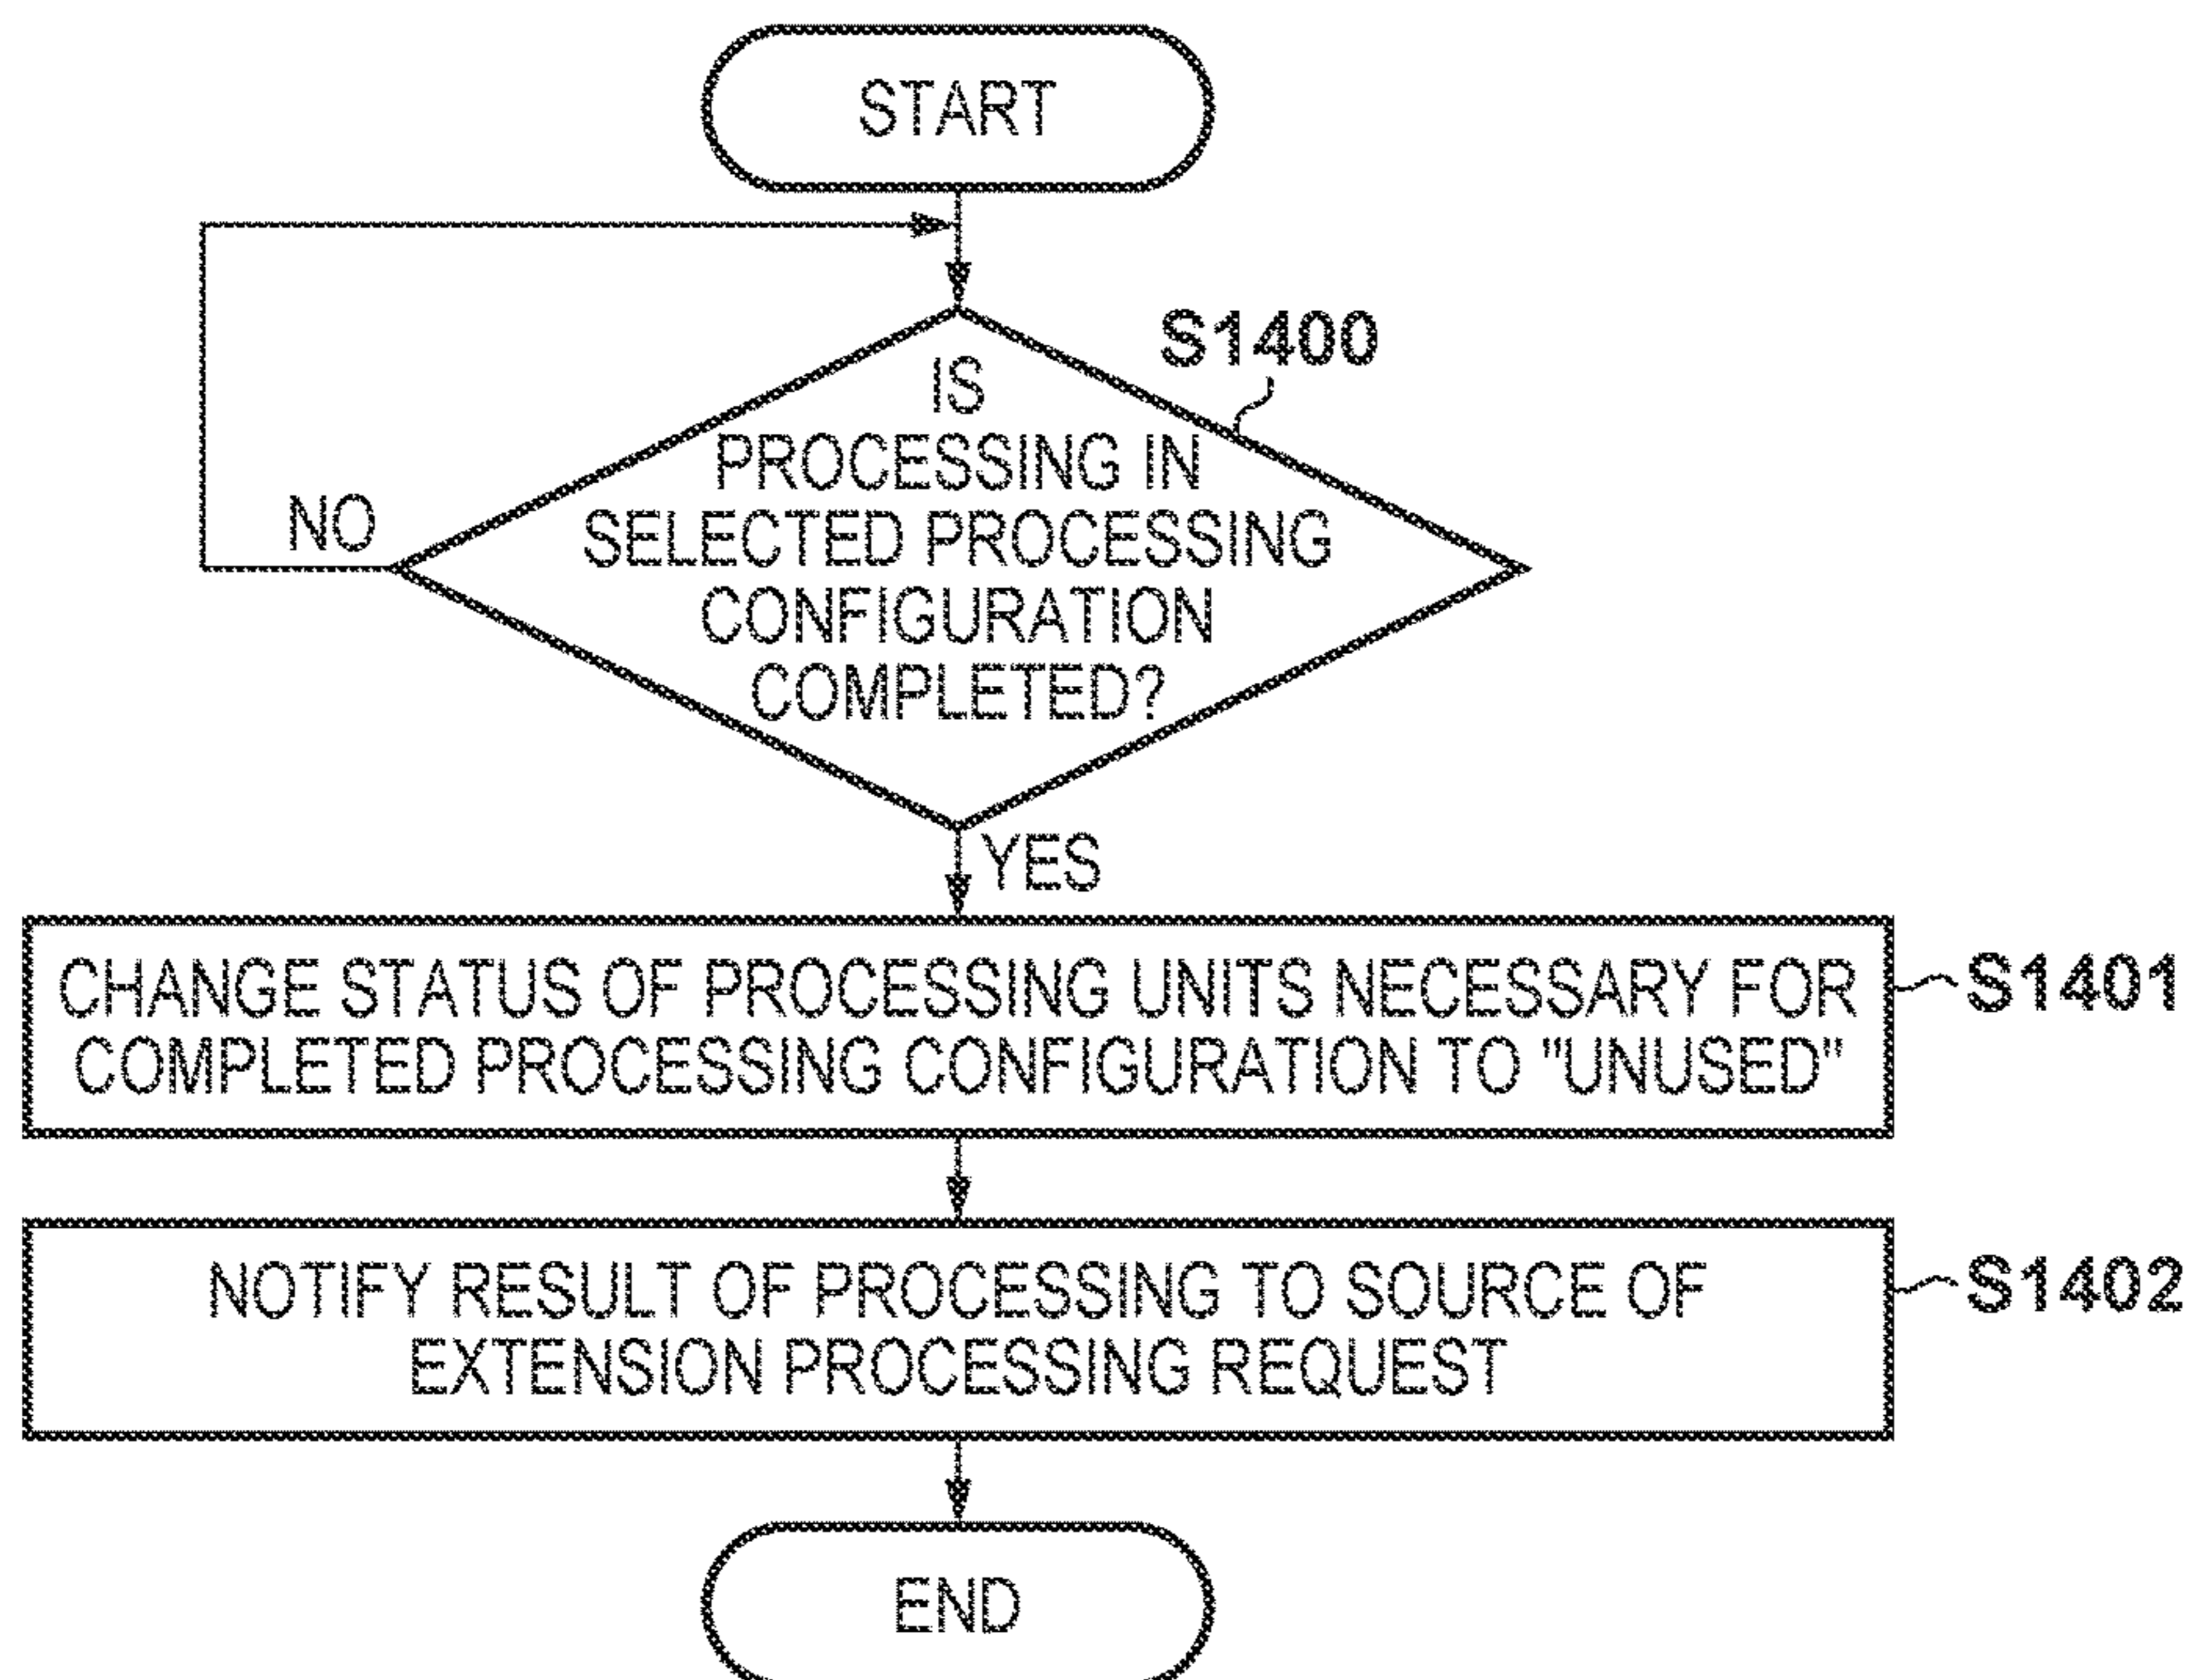 START
S1400
IS
PROCESSING IN
SELECTED PROCESSING
CONFIGURATION
COMPLETED?
NO
YES
CHANGE STATUS OF PROCESSING UNITS NECESSARY FOR
COMPLETED PROCESSING CONFIGURATION TO "UNUSED"
S1401
NOTIFY RESULT OF PROCESSING TO SOURCE OF
EXTENSION PROCESSING REQUEST
S1402
END